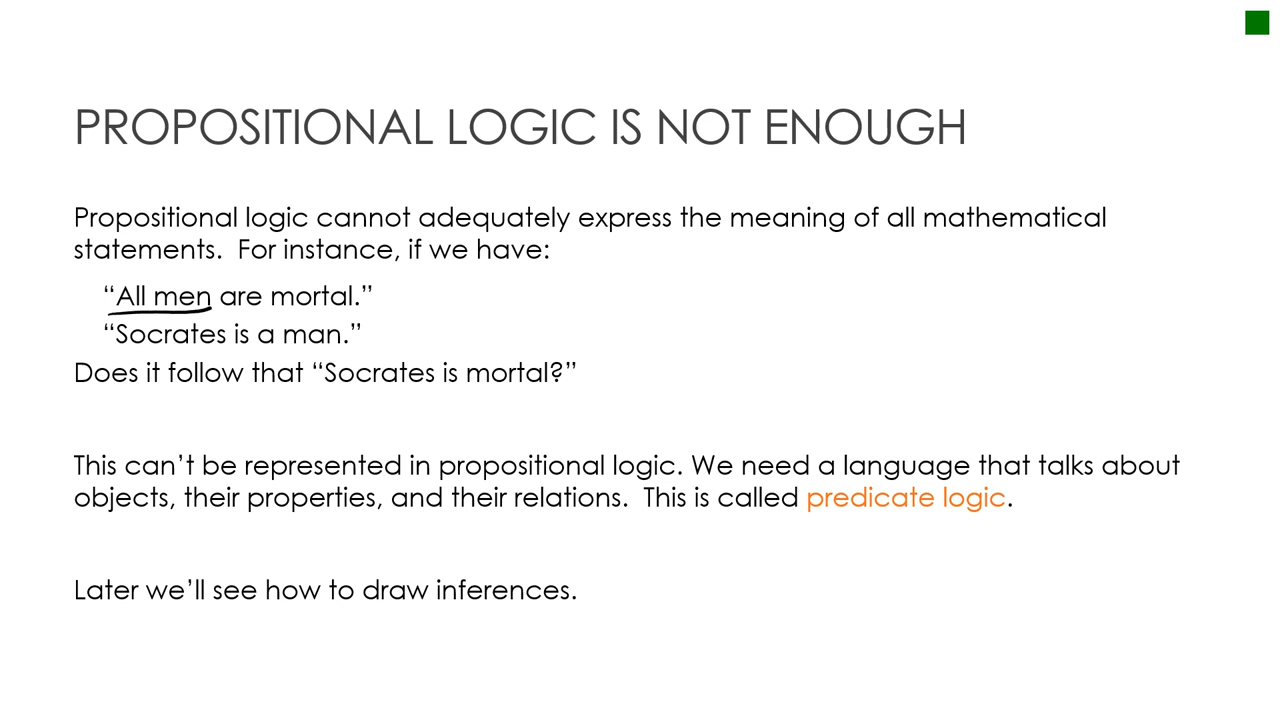 PROPOSITIONAL LOGIC IS NOT ENOUGH
Propositional logic cannot adequately express the meaning of all mathematical
statements.  For instance, if we have:
“All men are mortal.”
“Socrates is a man.”
Does it follow that “Socrates is mortal?”
This can’t be represented in propositional logic. We need a language that talks about
objects, their properties, and their relations.  This is called predicate logic.
Later we’ll see how to draw inferences.